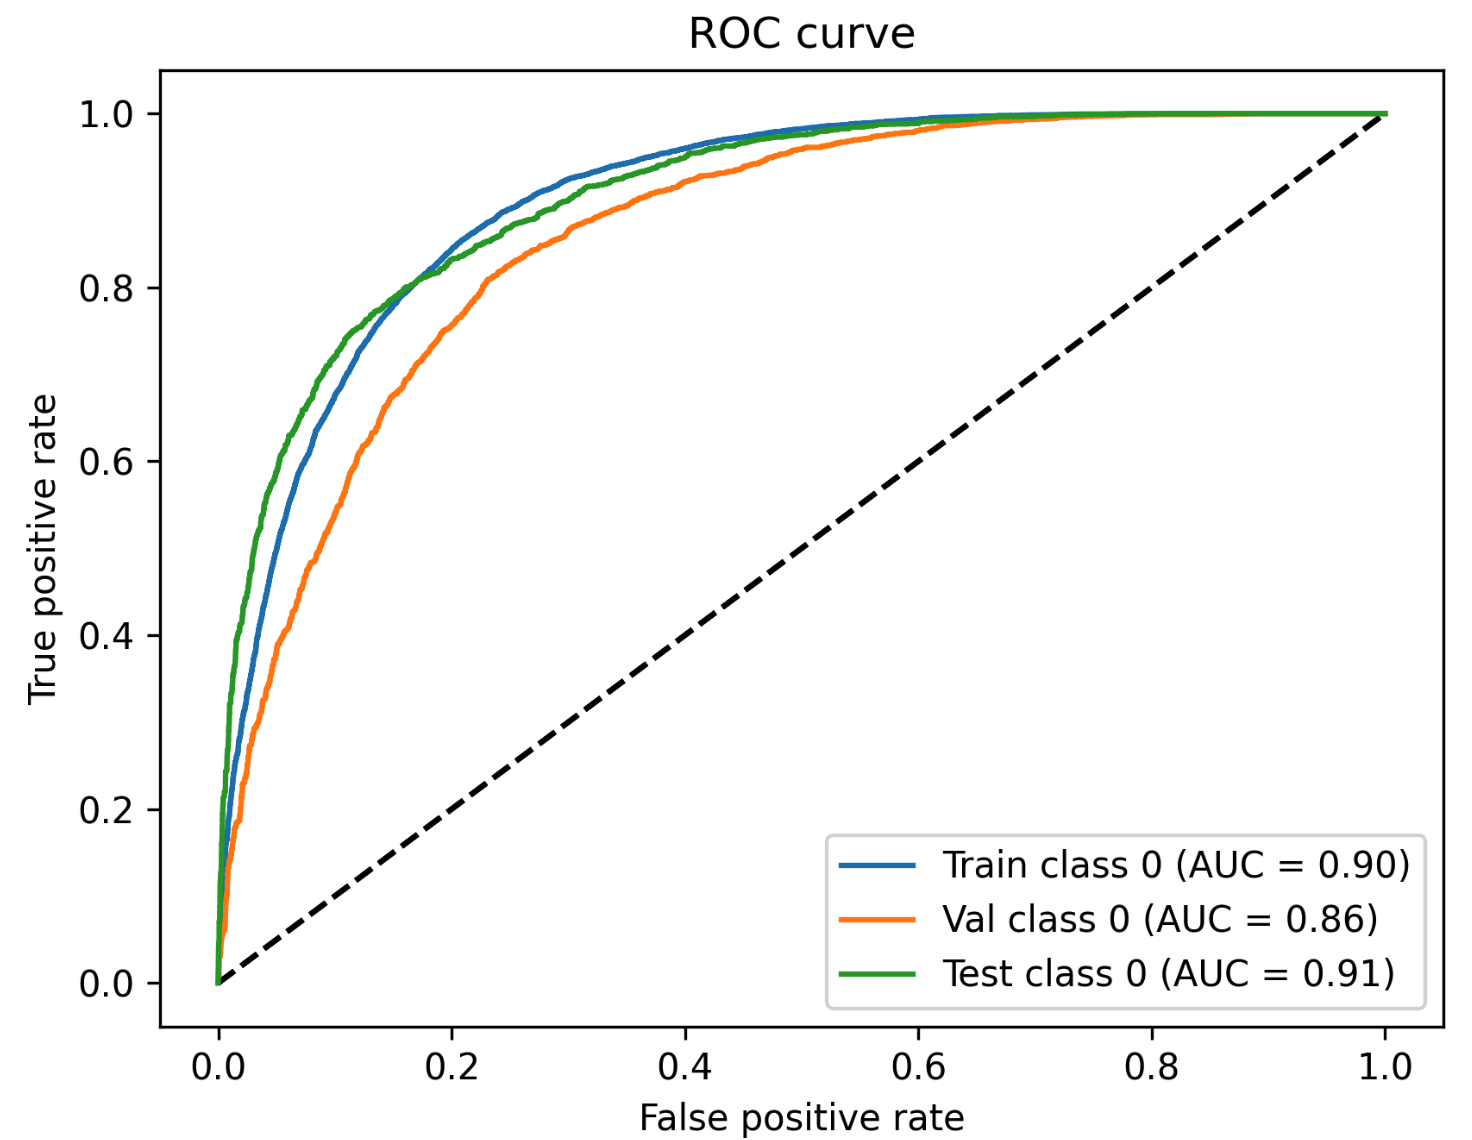 ROC curve
1.0
0.8
0.6
0.4
0.2
0.0
True positive rate
Train class 0 (AUC = 0.90)
Val class 0 (AUC = 0.86)
Test class 0 (AUC = 0.91)
0.0 0.2 0.4 0.6 0.8 1.0
False positive rate